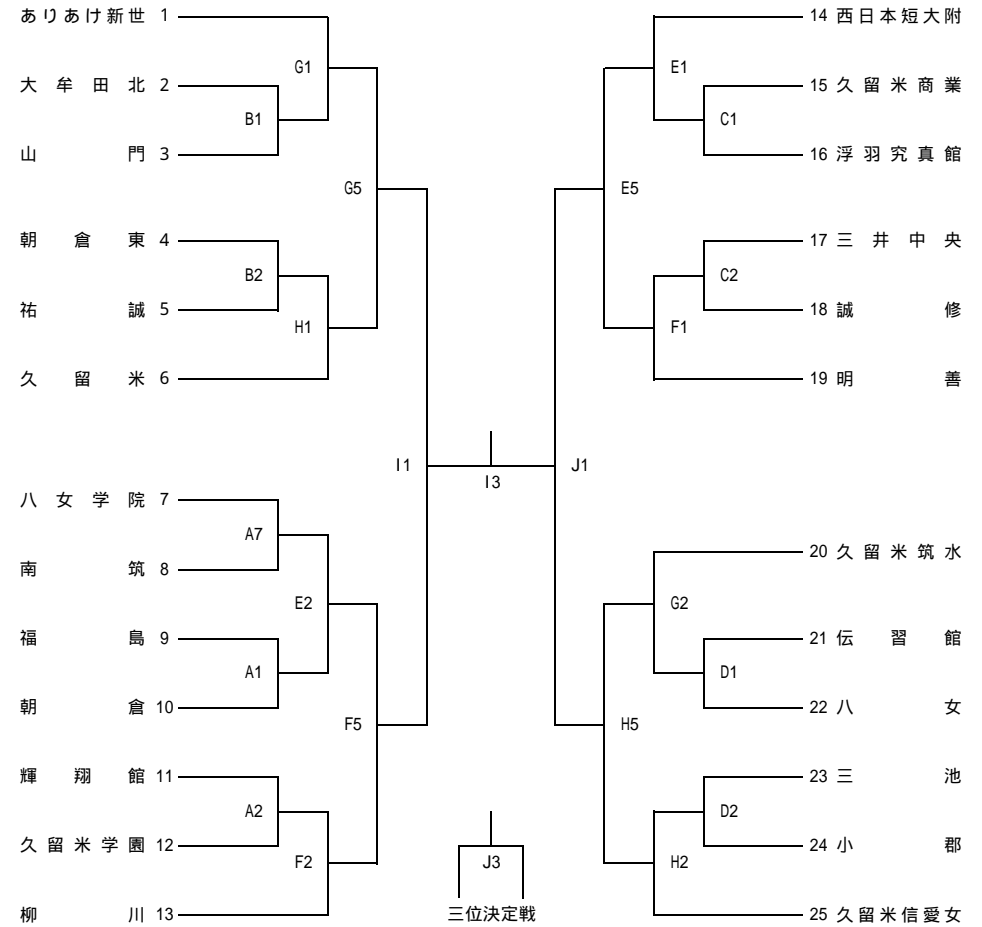 ありあけ新世 1
G1
大牟田北 2
B1
山門 3
G5
朝倉東 4
B2
祐誠 5
H1
久留米 6
I1
八女学院 7
A7
南筑 8
E2
福島 9
A1
朝倉 10
F5
輝翔館 11
A2
久留米学園 12
F2
柳川 13
I3
J3
三位決定戦
14 西日本短大附
E1
15 久留米商業
C1
16 浮羽究真館
E5
17 三井中央
C2
18 誠修
F1
19 明善
J1
20 久留米筑水
G2
21 伝習館
D1
22 八女
H5
23 三池
D2
24 小郡
H2
25 久留米信愛女